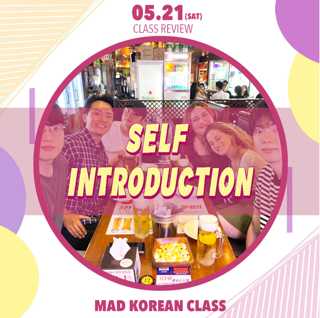 05.21(SAT)
CLASS REVIEW
SELF
INTRODUCTION
MAD KOREAN CLASS